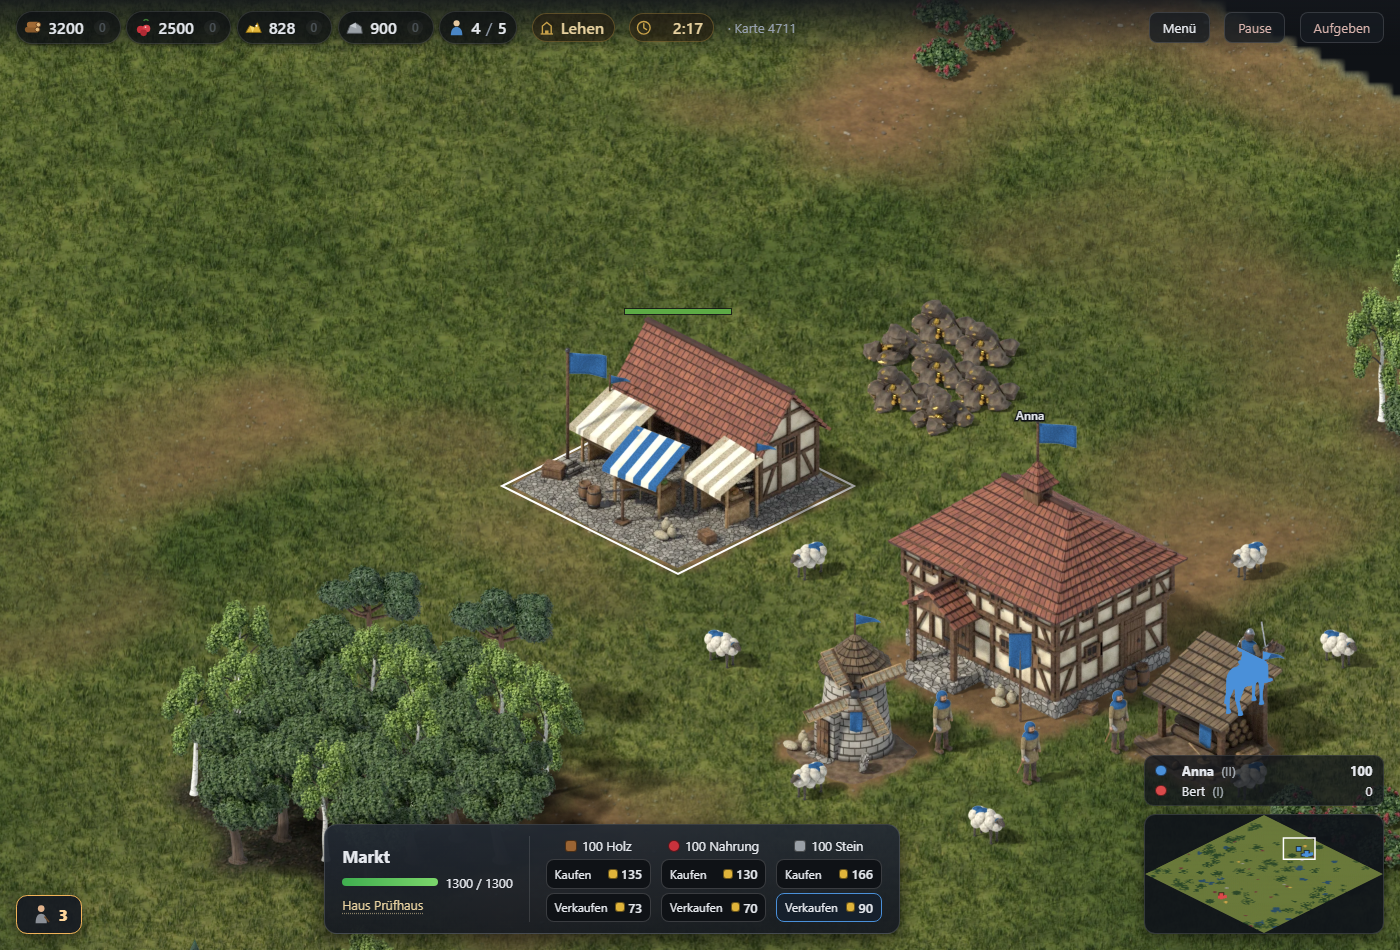 3200 0 2500 0 828 0 900 0 4 / 5 Lehen 2:17 · Karte 4711 Menü Pause Aufgeben
Anna
Anna (II) 100
Bert (I) 0
Markt
1300 / 1300
Haus Prüfhaus
100 Holz 100 Nahrung 100 Stein
Kaufen 135 Kaufen 130 Kaufen 166
Verkaufen 73 Verkaufen 70 Verkaufen 90
3